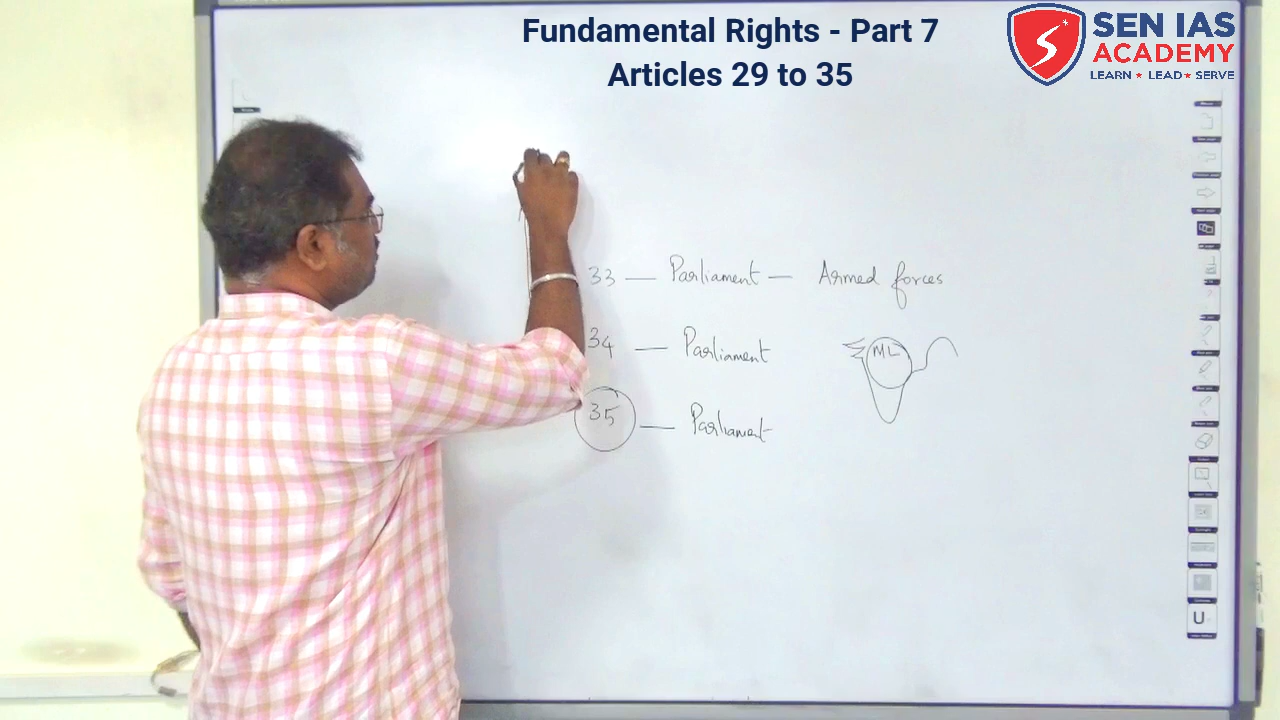 Fundamental Rights - Part 7
Articles 29 to 35
SEN IAS
ACADEMY
LEARN ★ LEAD ★ SERVE
33 — Parliament — Armed forces
34 — Parliament
ML
35 — Parliament
U